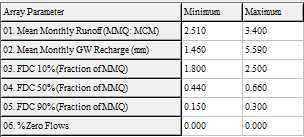 Array Parameter Minimum Maximum
01. Mean Monthly Runoff (MMQ: MCM) 2.510 3.400
02. Mean Monthly GW Recharge (mm) 1.460 5.590
03. FDC 10% (Fraction of MMQ) 1.800 2.500
04. FDC 50% (Fraction of MMQ) 0.440 0.660
05. FDC 90% (Fraction of MMQ) 0.150 0.300
06. %Zero Flows 0.000 0.000